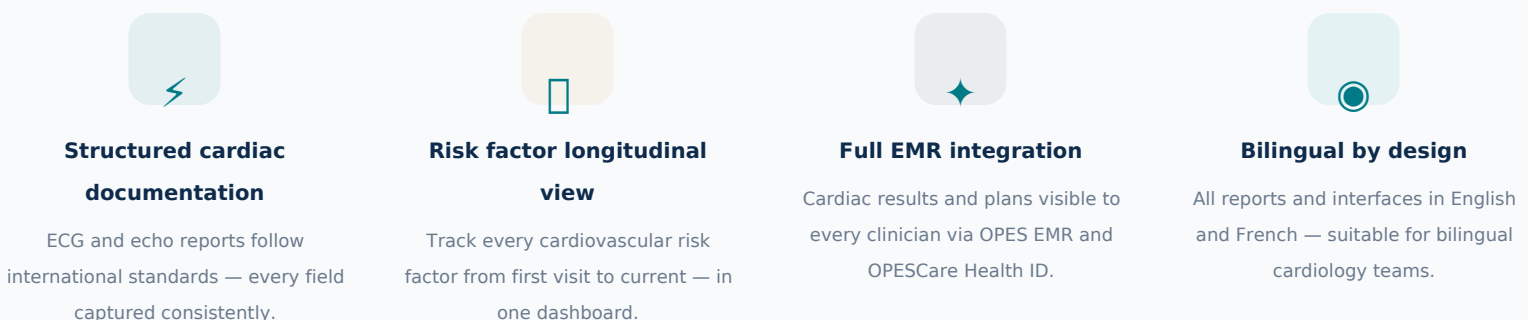 Structured cardiac
documentation
ECG and echo reports follow
international standards — every field
captured consistently.
Risk factor longitudinal
view
Track every cardiovascular risk
factor from first visit to current — in
one dashboard.
Full EMR integration
Cardiac results and plans visible to
every clinician via OPES EMR and
OPESCare Health ID.
Bilingual by design
All reports and interfaces in English
and French — suitable for bilingual
cardiology teams.